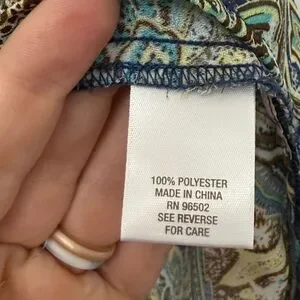 100% POLYESTER
MADE IN CHINA
RN 96502
SEE REVERSE
FOR CARE